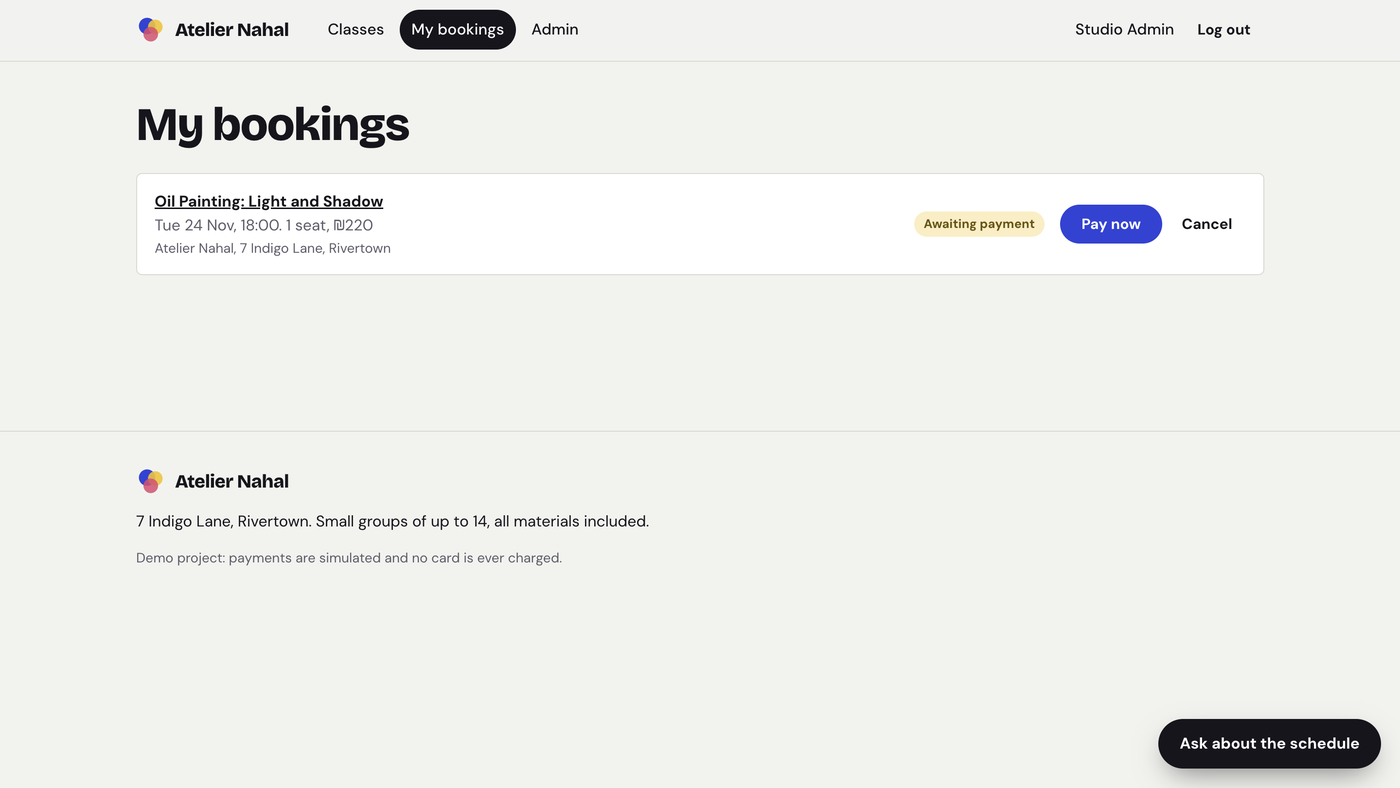 Atelier Nahal Classes My bookings Admin Studio Admin Log out
My bookings
Oil Painting: Light and Shadow
Tue 24 Nov, 18:00. 1 seat, ₪220
Atelier Nahal, 7 Indigo Lane, Rivertown
Awaiting payment Pay now Cancel
Atelier Nahal
7 Indigo Lane, Rivertown. Small groups of up to 14, all materials included.
Demo project: payments are simulated and no card is ever charged.
Ask about the schedule